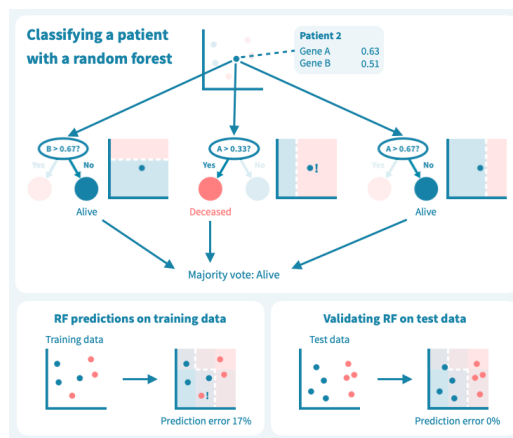 Classifying a patient
with a random forest
Patient 2
Gene A 0.63
Gene B 0.51
B > 0.67?
Yes
No
Alive
A > 0.33?
Yes
No
!
Deceased
A > 0.67?
Yes
No
Alive
Majority vote: Alive
RF predictions on training data
Training data
!
Prediction error 17%
Validating RF on test data
Test data
Prediction error 0%